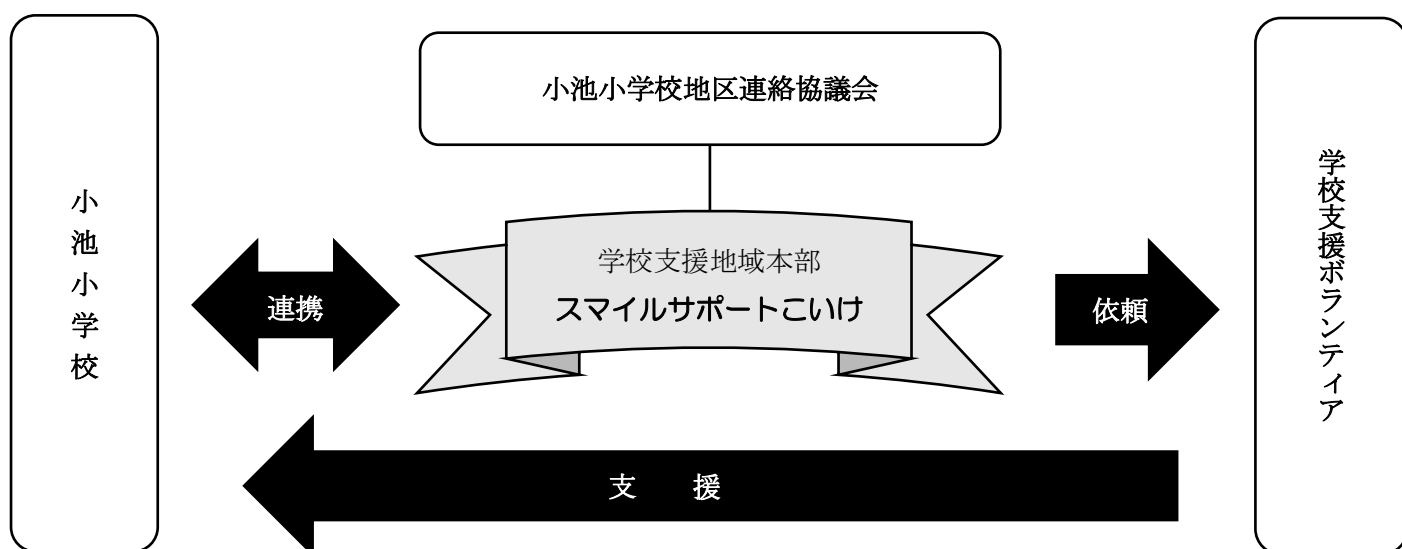 小池小学校地区連絡協議会
小池小学校
連携
学校支援地域本部
スマイルサポートこいけ
依頼
学校支援ボランティア
支　　援